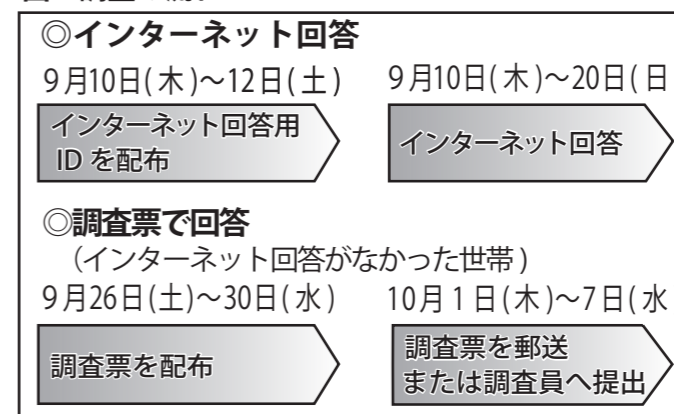 ◎インターネット回答
9月10日(木)~12日(土) 9月10日(木)~20日(日
インターネット回答用 インターネット回答
IDを配布
◎調査票で回答
(インターネット回答がなかった世帯)
9月26日(土)~30日(水) 10月1日(木)~7日(水
調査票を配布 調査票を郵送
または調査員へ提出